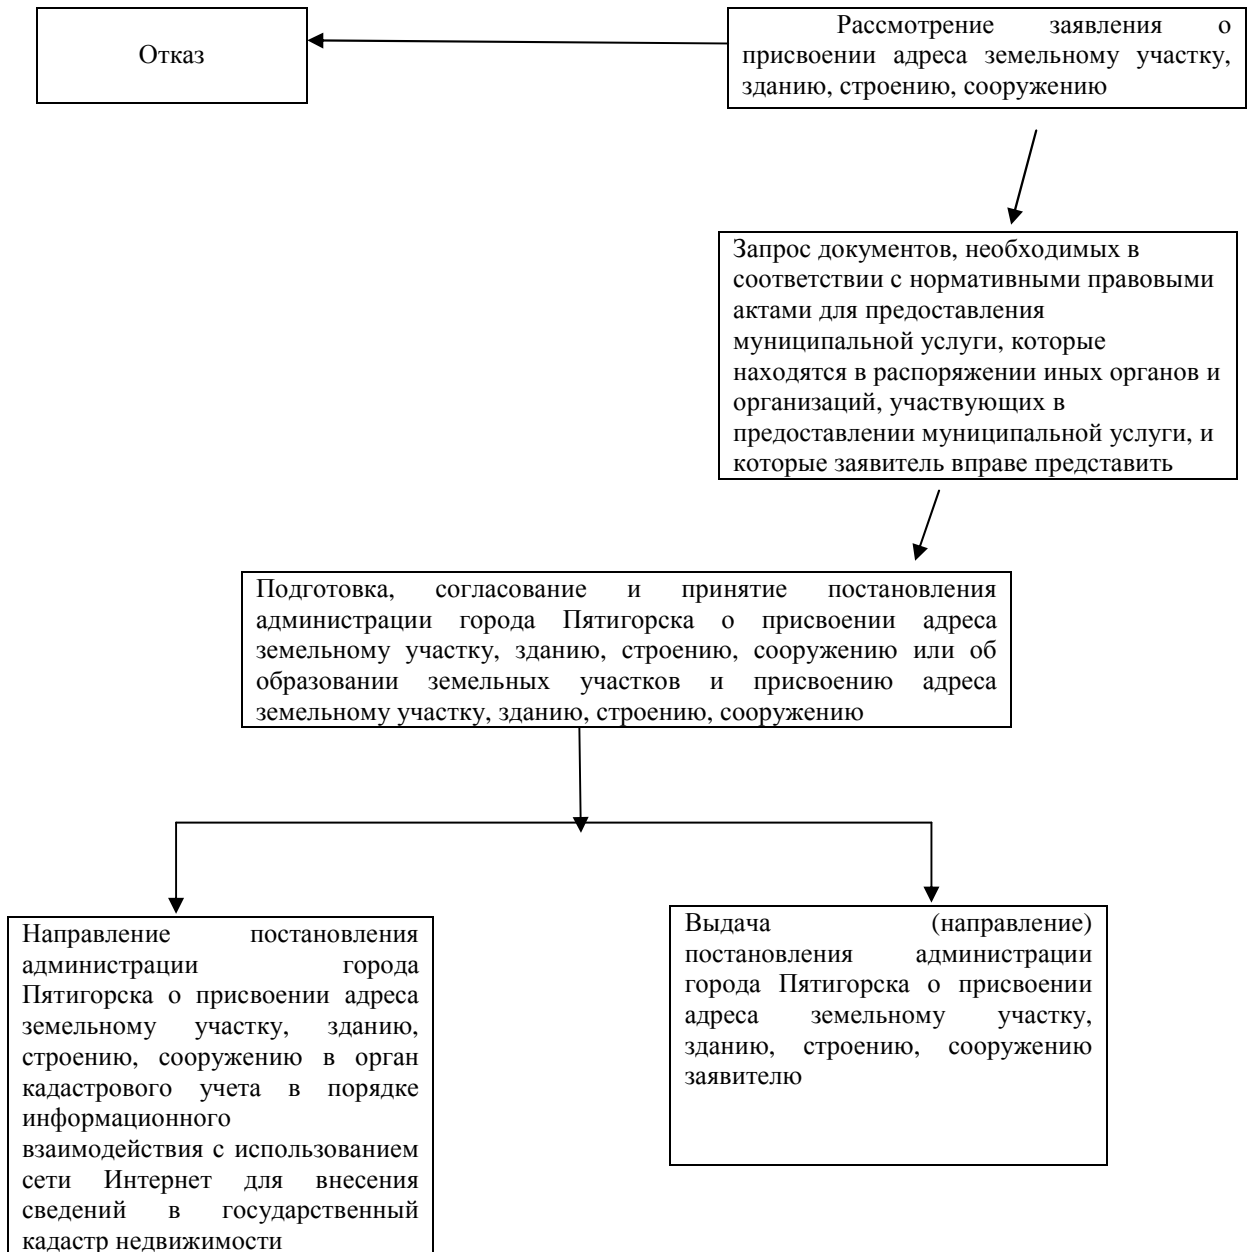 Отказ
Рассмотрение заявления о
присвоении адреса земельному участку,
зданию, строению, сооружению
Запрос документов, необходимых в
соответствии с нормативными правовыми
актами для предоставления
муниципальной услуги, которые
находятся в распоряжении иных органов и
организаций, участвующих в
предоставлении муниципальной услуги, и
которые заявитель вправе представить
Подготовка, согласование и принятие постановления
администрации города Пятигорска о присвоении адреса
земельному участку, зданию, строению, сооружению или об
образовании земельных участков и присвоению адреса
земельному участку, зданию, строению, сооружению
Направление постановления
администрации города
Пятигорска о присвоении адреса
земельному участку, зданию,
строению, сооружению в орган
кадастрового учета в порядке
информационного
взаимодействия с использованием
сети Интернет для внесения
сведений в государственный
кадастр недвижимости
Выдача (направление)
постановления администрации
города Пятигорска о присвоении
адреса земельному участку,
зданию, строению, сооружению
заявителю